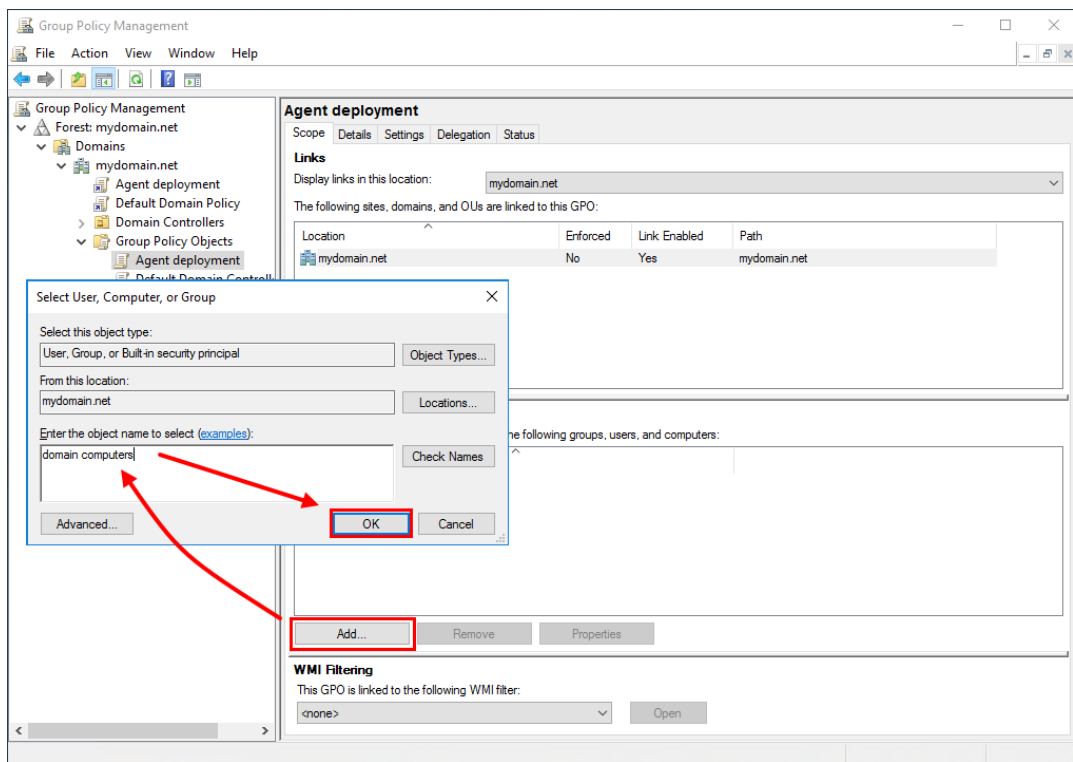 Group Policy Management
File Action View Window Help
Group Policy Management
Forest: mydomain.net
Domains
mydomain.net
Agent deployment
Default Domain Policy
Domain Controllers
Group Policy Objects
Agent deployment
Default Domain Controll
Agent deployment
Scope Details Settings Delegation Status
Links
Display links in this location: mydomain.net
The following sites, domains, and OUs are linked to this GPO:
Location Enforced Link Enabled Path
mydomain.net No Yes mydomain.net
Select User, Computer, or Group
Select this object type:
User, Group, or Built-in security principal Object Types...
From this location:
mydomain.net Locations...
Enter the object name to select (examples):
domain computers Check Names
Advanced... OK Cancel
he following groups, users, and computers:
Add... Remove Properties
WMI Filtering
This GPO is linked to the following WMI filter:
<none> Open